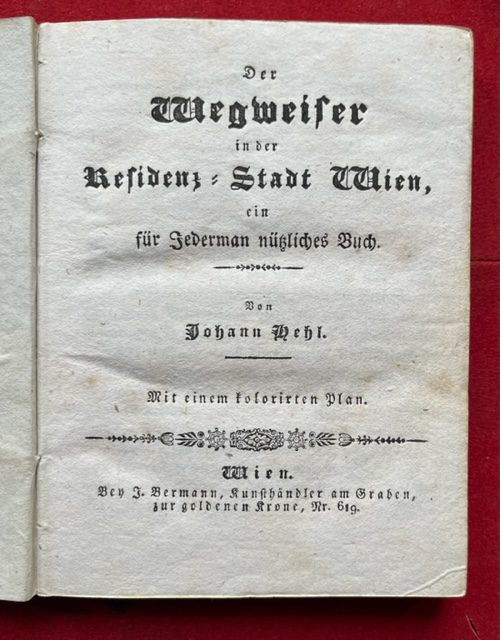 Der
Wegweiſer
in der
Reſidenz⸗Stadt Wien,
ein
für Jederman nützliches Buch.
Von
Johann Hehl.
Mit einem kolorirten Plan.
Wien.
Bey J. Bermann, Kunſthändler am Graben,
zur goldenen Krone, Nr. 619.